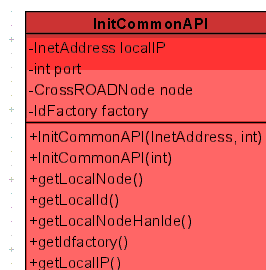 InitCommonAPI
-InetAddress localIP
-int port
-CrossROADNode node
-IdFactory factory
+InitCommonAPI(InetAddress, int)
+InitCommonAPI(int)
+getLocalNode()
+getLocalId()
+getLocalNodeHanlde()
+getIdfactory()
+getLocalIP()